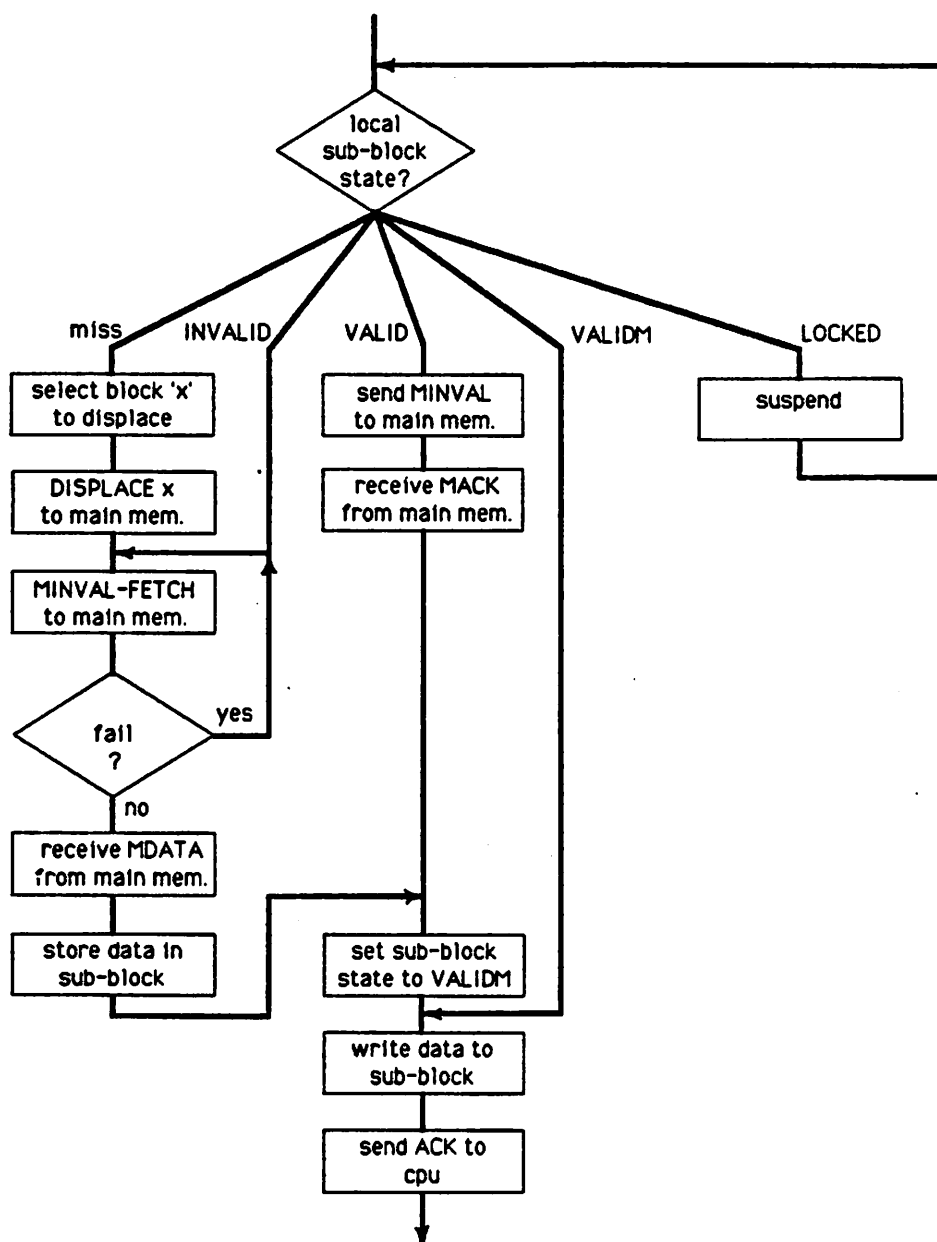 local
sub-block
state?
miss
INVALID
VALID
VALIDM
LOCKED
select block 'x'
to displace
send MINVAL
to main mem.
suspend
DISPLACE x
to main mem.
receive MACK
from main mem.
MINVAL-FETCH
to main mem.
fail
?
yes
no
receive MDATA
from main mem.
store data in
sub-block
set sub-block
state to VALIDM
write data to
sub-block
send ACK to
cpu